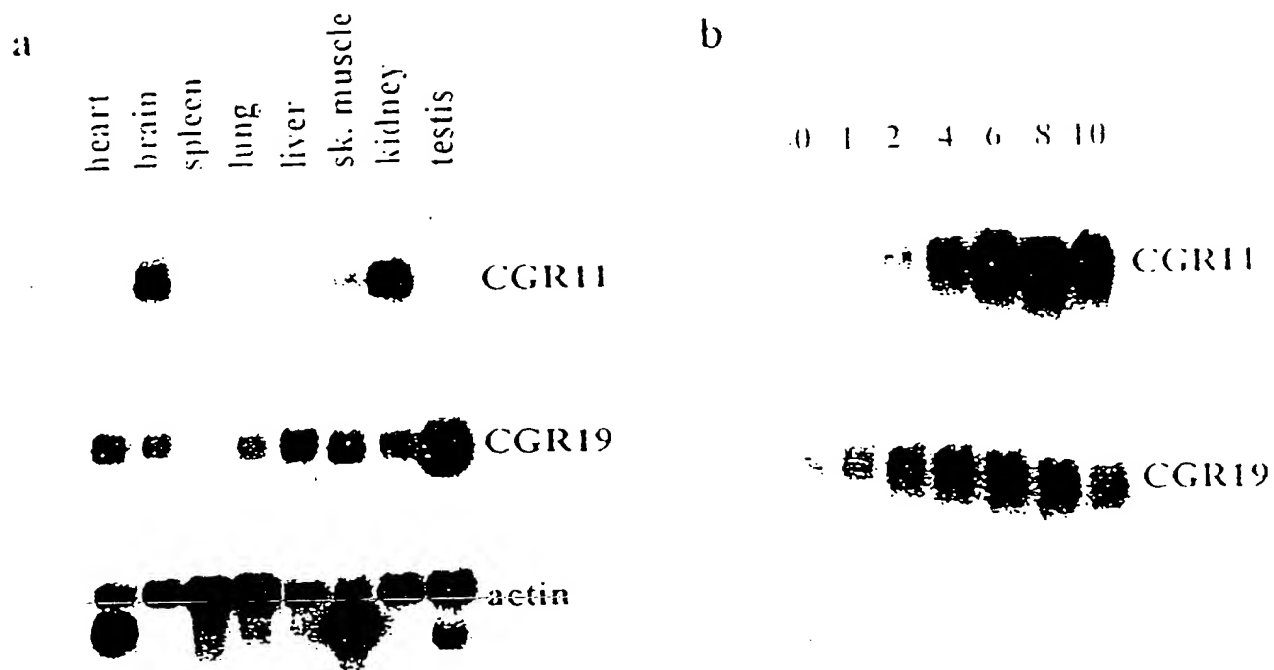 a
heart
brain
spleen
lung
liver
sk. muscle
kidney
testis
CGR11
CGR19
actin
b
0 1 2 4 6 8 10
CGR11
CGR19